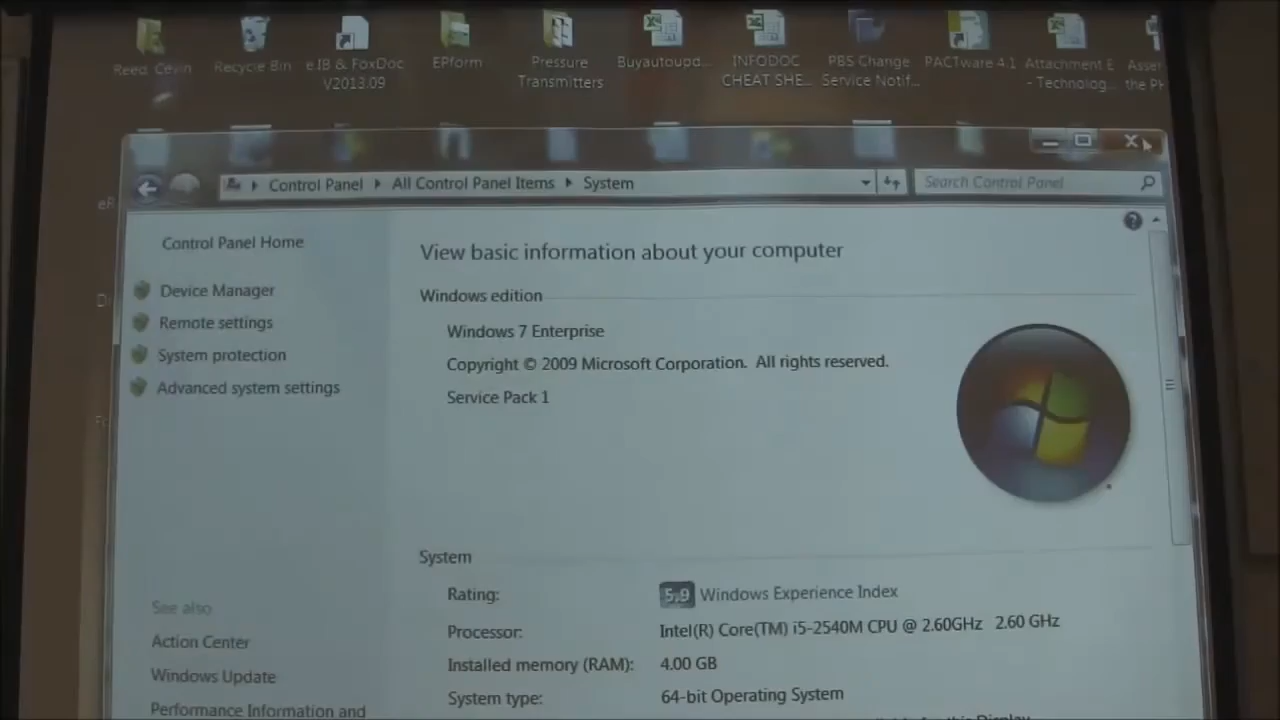 Reed, Cevin
Recycle Bin
e.IB & FoxDoc
V2013.09
EPform
Pressure
Transmitters
Buyautoupd...
INFODOC
CHEAT SHE...
PBS Change
Service Notif...
PACTware 4.1
Attachment E
- Technolog...
Asse
the P
Control Panel
All Control Panel Items
System
Search Control Panel
Control Panel Home
Device Manager
Remote settings
System protection
Advanced system settings
See also
Action Center
Windows Update
Performance Information and
View basic information about your computer
Windows edition
Windows 7 Enterprise
Copyright © 2009 Microsoft Corporation. All rights reserved.
Service Pack 1
System
Rating:
5.9 Windows Experience Index
Processor:
Intel(R) Core(TM) i5-2540M CPU @ 2.60GHz 2.60 GHz
Installed memory (RAM):
4.00 GB
System type:
64-bit Operating System